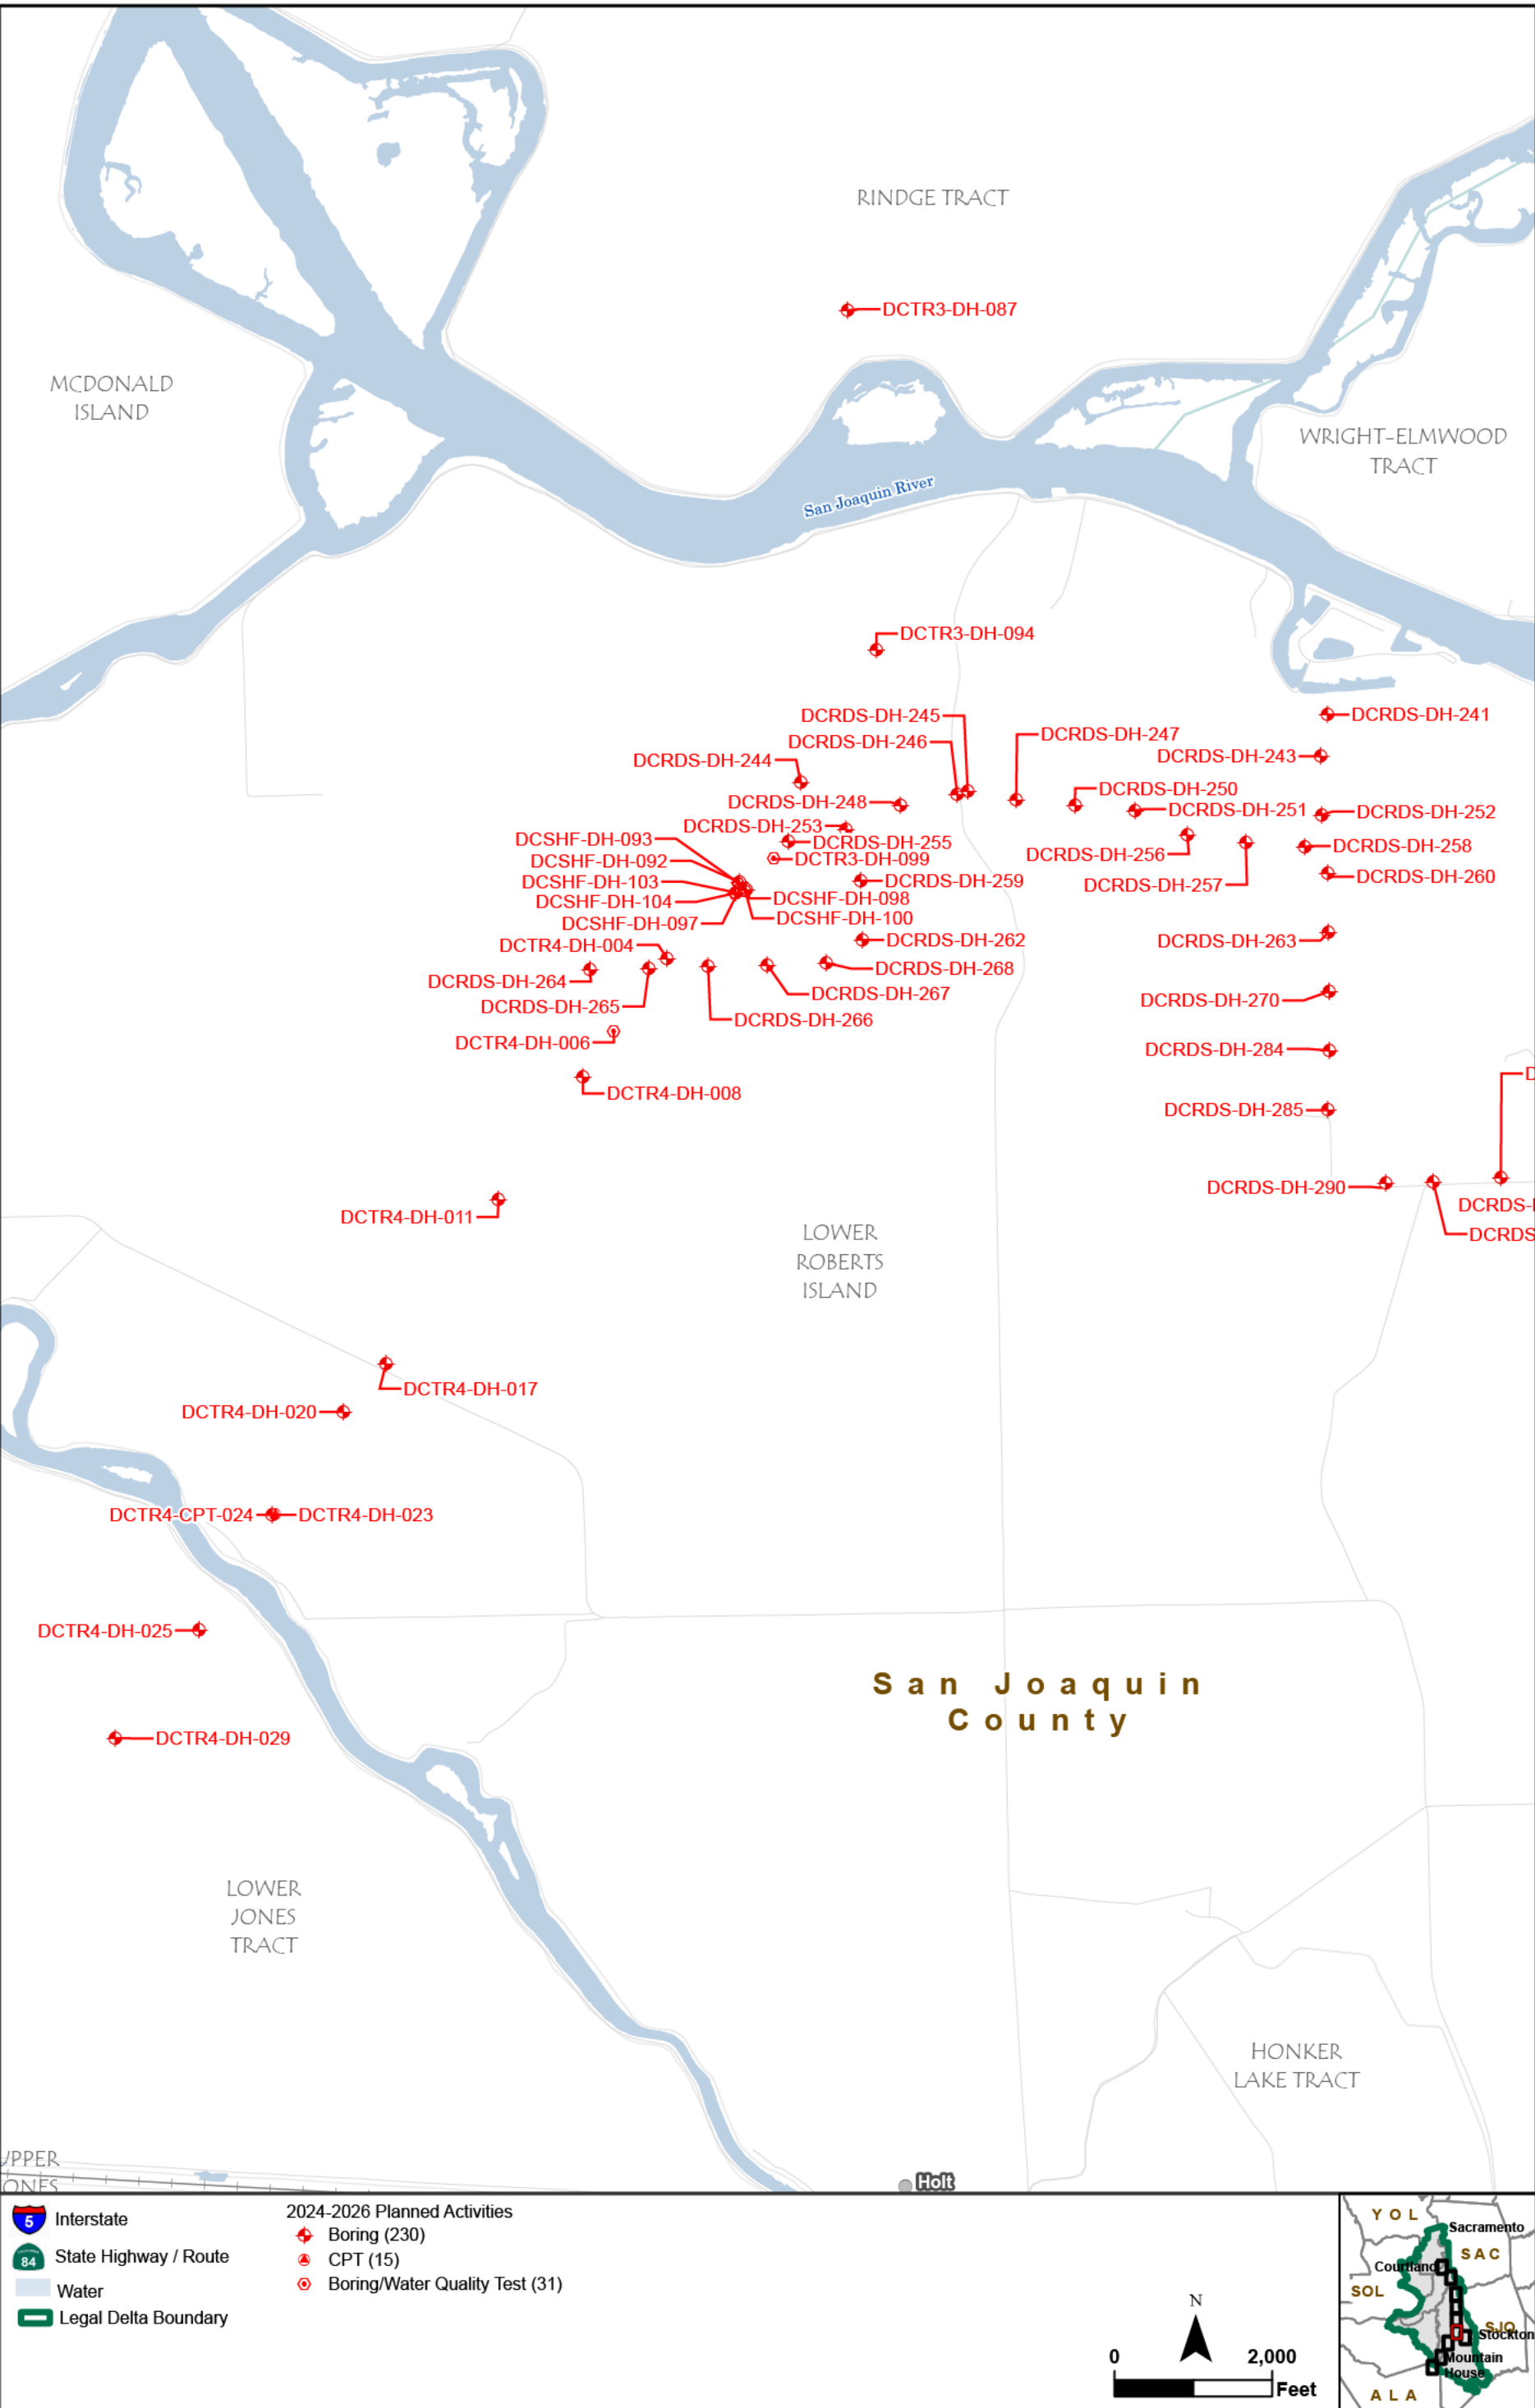 RINDGE TRACT
DCTR3-DH-087
MCDONALD
ISLAND
WRIGHT-ELMWOOD
TRACT
San Joaquin River
DCTR3-DH-094
DCRDS-DH-245
DCRDS-DH-241
DCRDS-DH-246
DCRDS-DH-247
DCRDS-DH-243
DCRDS-DH-244
DCRDS-DH-250
DCRDS-DH-248
DCRDS-DH-251
DCRDS-DH-252
DCRDS-DH-253
DCSHF-DH-093
DCRDS-DH-255
DCRDS-DH-258
DCRDS-DH-256
DCSHF-DH-092
DCTR3-DH-099
DCRDS-DH-260
DCSHF-DH-103
DCRDS-DH-259
DCRDS-DH-257
DCSHF-DH-104
DCSHF-DH-098
DCSHF-DH-097
DCSHF-DH-100
DCTR4-DH-004
DCRDS-DH-262
DCRDS-DH-263
DCRDS-DH-264
DCRDS-DH-268
DCRDS-DH-267
DCRDS-DH-265
DCRDS-DH-270
DCRDS-DH-266
DCTR4-DH-006
DCRDS-DH-284
D
DCTR4-DH-008
DCRDS-DH-285
DCRDS-DH-290
DCRDS-
DCTR4-DH-011
DCRDS
LOWER
ROBERTS
ISLAND
DCTR4-DH-017
DCTR4-DH-020
DCTR4-CPT-024
DCTR4-DH-023
DCTR4-DH-025
San Joaquin
County
DCTR4-DH-029
LOWER
JONES
TRACT
HONKER
LAKE TRACT
UPPER
ONES
Holt
5 Interstate
84 State Highway / Route
Water
Legal Delta Boundary
2024-2026 Planned Activities
Boring (230)
CPT (15)
Boring/Water Quality Test (31)
N
0 2,000
Feet
YOL
Sacramento
SAC
Courtland
SOL
SJO
Stockton
Mountain
House
ALA